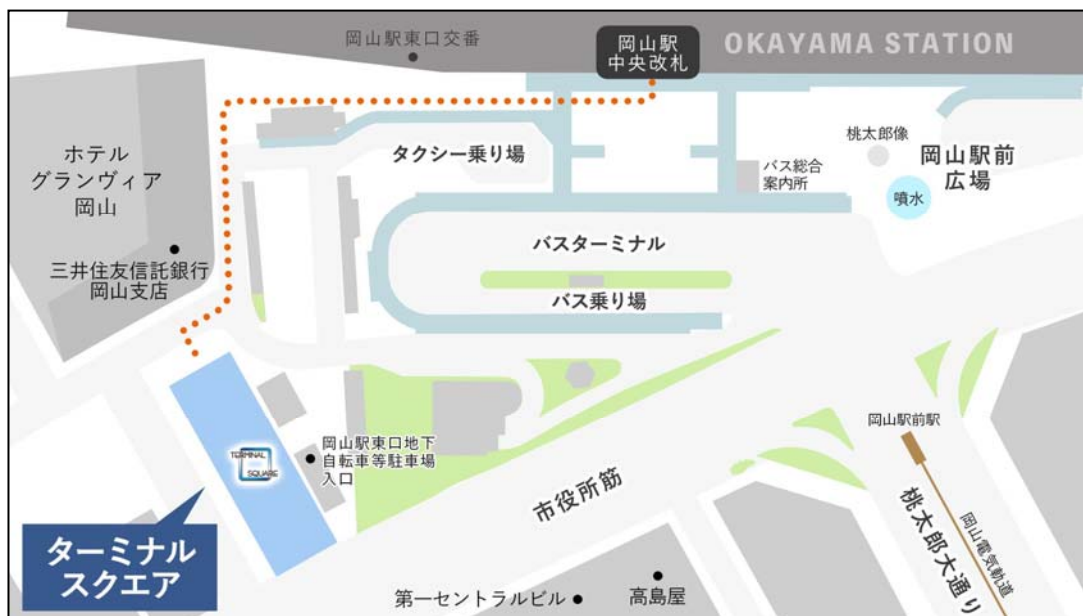 岡山駅東口交番
岡山駅
中央改札
OKAYAMA STATION
ホテル
グランヴィア
岡山
タクシー乗り場
桃太郎像
岡山駅前
広場
バス総合
案内所
噴水
三井住友信託銀行
岡山支店
バスターミナル
バス乗り場
岡山駅前駅
岡山駅東口地下
自転車等駐車場
入口
TERMINAL
SQUARE
市役所筋
桃太郎大通り
岡山電気軌道
ターミナル
スクエア
第一セントラルビル
高島屋